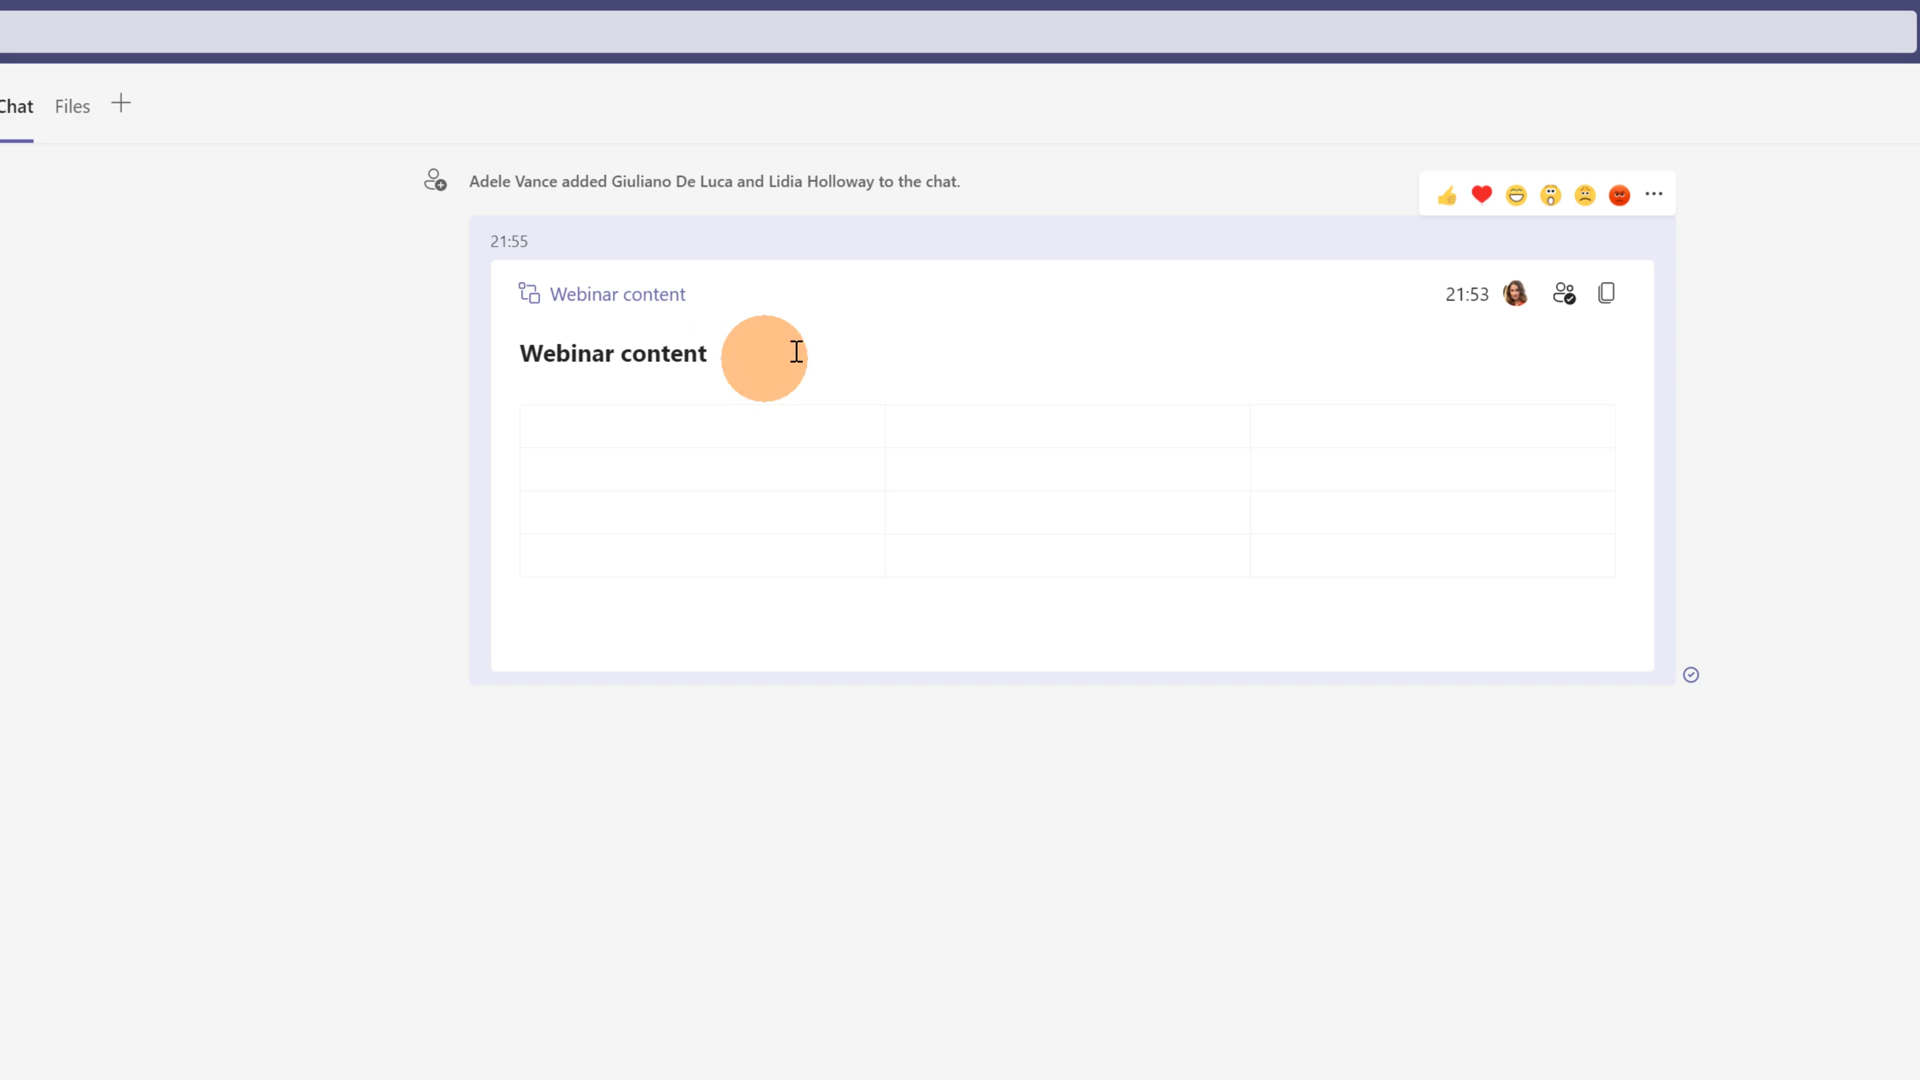 Chat Files
Adele Vance added Giuliano De Luca and Lidia Holloway to the chat.
21:55
Webinar content 21:53
Webinar content